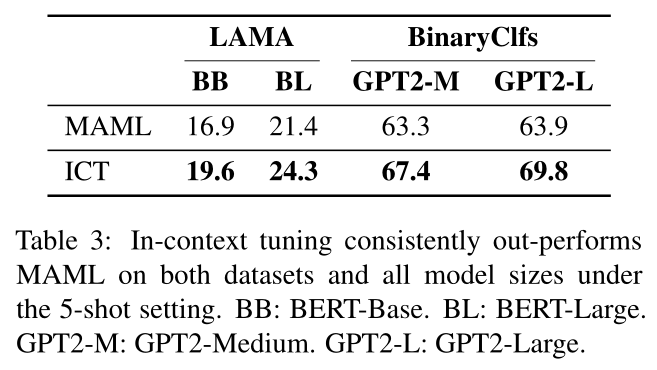 LAMA BinaryClfs
BB BL GPT2-M GPT2-L
MAML 16.9 21.4 63.3 63.9
ICT 19.6 24.3 67.4 69.8
Table 3: In-context tuning consistently out-performs
MAML on both datasets and all model sizes under
the 5-shot setting. BB: BERT-Base. BL: BERT-Large.
GPT2-M: GPT2-Medium. GPT2-L: GPT2-Large.